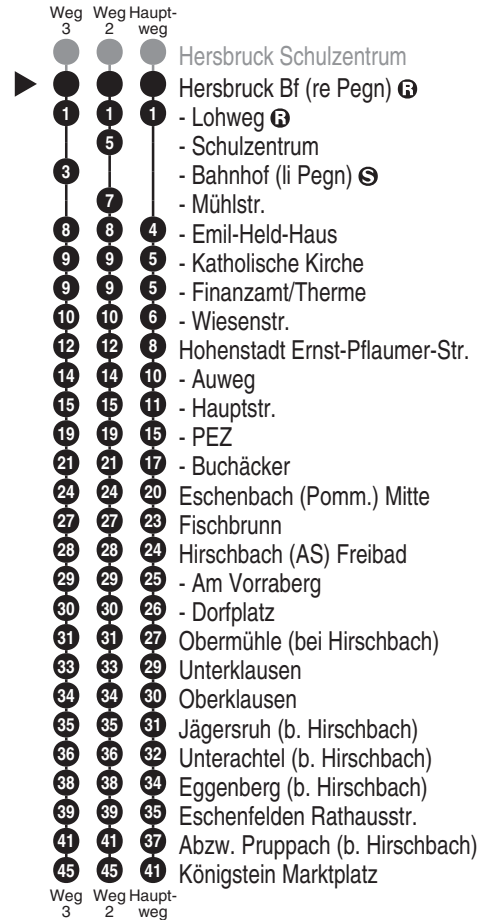 Weg Weg Haupt-
3 2 weg
Hersbruck Schulzentrum
Hersbruck Bf (re Pegn) R
1 1 1 - Lohweg R
5 - Schulzentrum
3 - Bahnhof (li Pegn) S
7 - Mühlstr.
8 8 4 - Emil-Held-Haus
9 9 5 - Katholische Kirche
9 9 5 - Finanzamt/Therme
10 10 6 - Wiesenstr.
12 12 8 Hohenstadt Ernst-Pflaumer-Str.
14 14 10 - Auweg
15 15 11 - Hauptstr.
19 19 15 - PEZ
21 21 17 - Buchäcker
24 24 20 Eschenbach (Pomm.) Mitte
27 27 23 Fischbrunn
28 28 24 Hirschbach (AS) Freibad
29 29 25 - Am Vorraberg
30 30 26 - Dorfplatz
31 31 27 Obermühle (bei Hirschbach)
33 33 29 Unterklausen
34 34 30 Oberklausen
35 35 31 Jägersruh (b. Hirschbach)
36 36 32 Unterachtel (b. Hirschbach)
38 38 34 Eggenberg (b. Hirschbach)
39 39 35 Eschenfelden Rathausstr.
41 41 37 Abzw. Pruppach (b. Hirschbach)
45 45 41 Königstein Marktplatz
Weg Weg Haupt-
3 2 weg